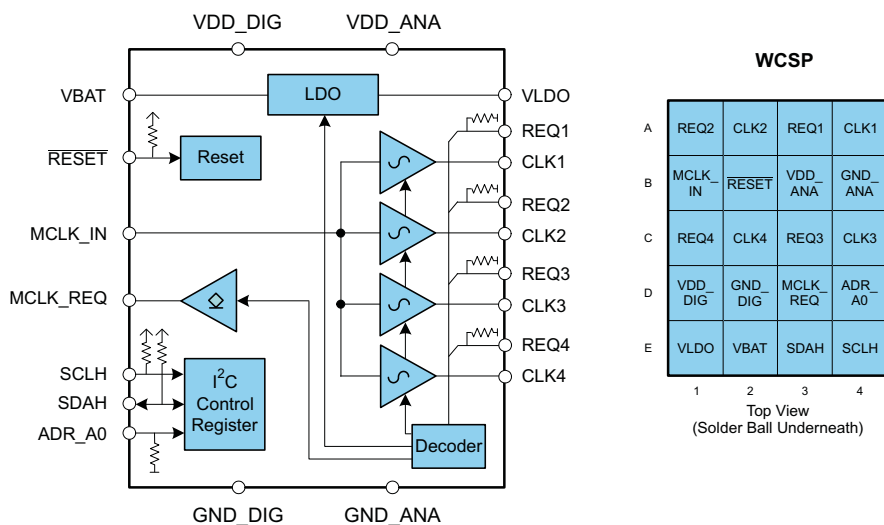 VDD_DIG
VDD_ANA
VBAT
LDO
VLDO
REQ1
RESET
Reset
CLK1
REQ2
MCLK_IN
CLK2
REQ3
MCLK_REQ
CLK3
REQ4
SCLH
CLK4
SDAH
I²C
Control
Register
ADR_A0
Decoder
GND_DIG
GND_ANA
WCSP
A
REQ2
CLK2
REQ1
CLK1
B
MCLK_
IN
RESET
VDD_
ANA
GND_
ANA
C
REQ4
CLK4
REQ3
CLK3
D
VDD_
DIG
GND_
DIG
MCLK_
REQ
ADR_
A0
E
VLDO
VBAT
SDAH
SCLH
1
2
3
4
Top View
(Solder Ball Underneath)